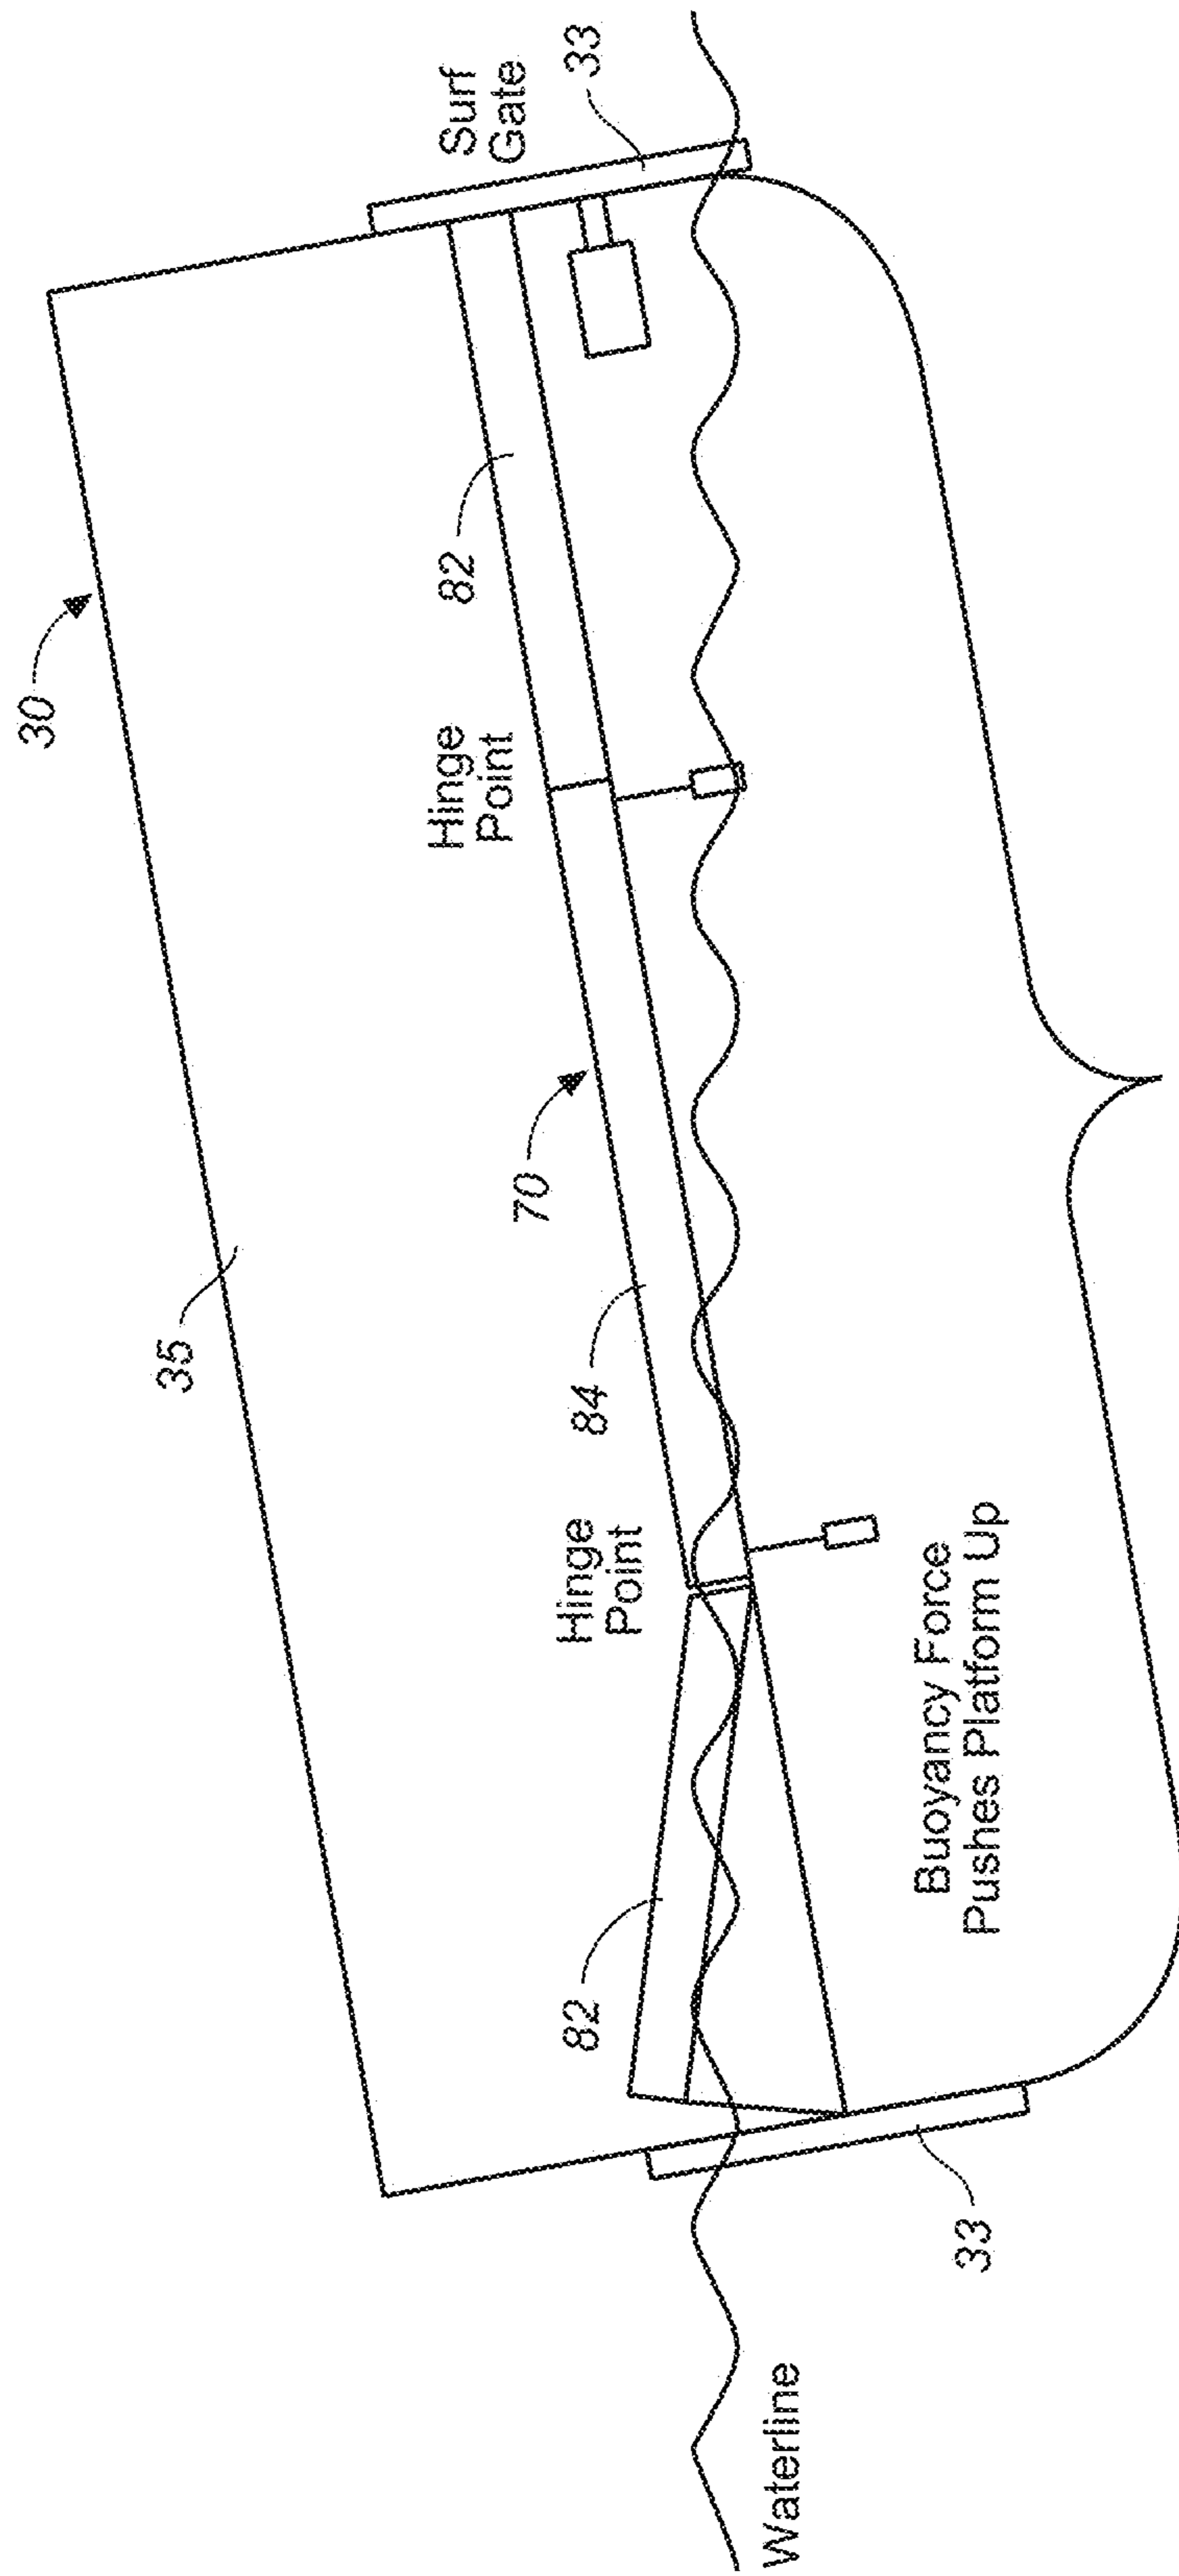 30
Surf
Gate
33
82
Hinge
Point
70
35
84
Hinge
Point
82
Buoyancy Force
Pushes Platform Up
33
Waterline